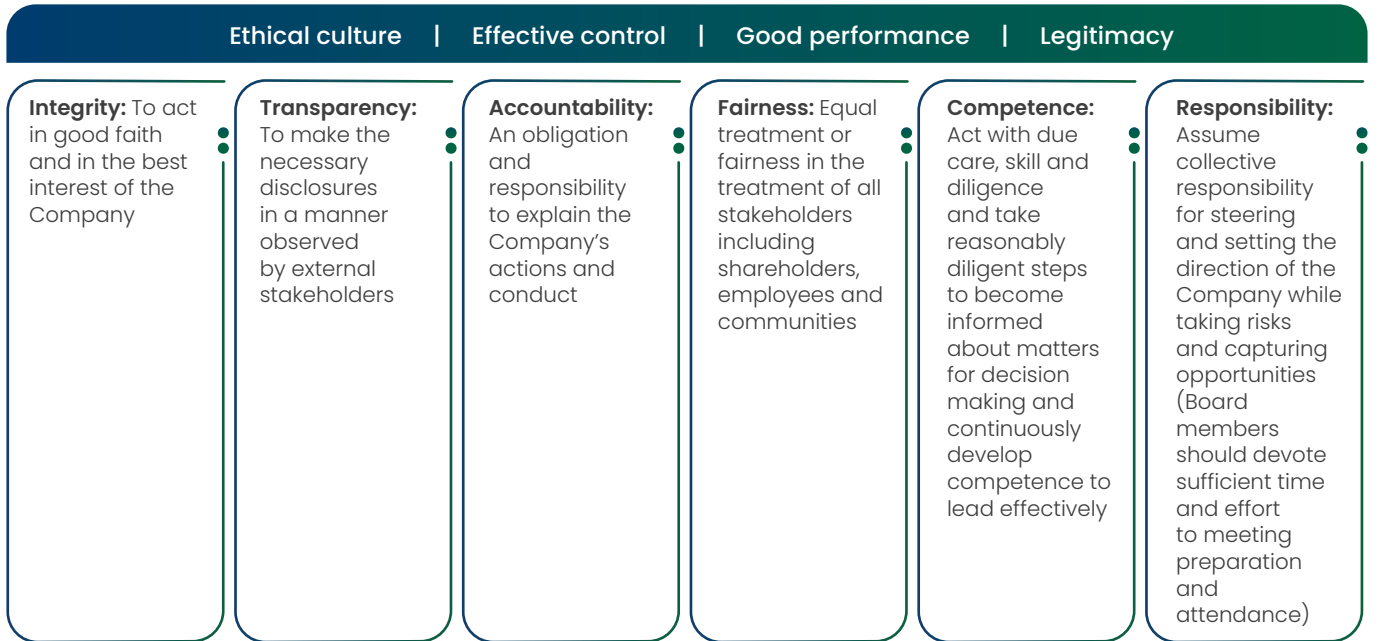 Ethical culture | Effective control | Good performance | Legitimacy
Integrity: To act
in good faith
and in the best
interest of the
Company
Transparency:
To make the
necessary
disclosures
in a manner
observed
by external
stakeholders
Accountability:
An obligation
and
responsibility
to explain the
Company’s
actions and
conduct
Fairness: Equal
treatment or
fairness in the
treatment of all
stakeholders
including
shareholders,
employees and
communities
Competence:
Act with due
care, skill and
diligence
and take
reasonably
diligent steps
to become
informed
about matters
for decision
making and
continuously
develop
competence to
lead effectively
Responsibility:
Assume
collective
responsibility
for steering
and setting the
direction of the
Company while
taking risks
and capturing
opportunities
(Board
members
should devote
sufficient time
and effort
to meeting
preparation
and
attendance)